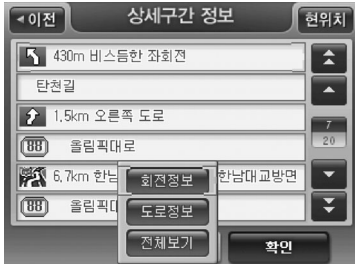 이전
상세구간 정보
현위치
430m 비스듬한 좌회전
탄천길
1.5km 오른쪽 도로
7
20
88 올림픽대로
6.7km 한남 한남대교방면
88 올림픽대
회전정보
도로정보
전체보기
확인